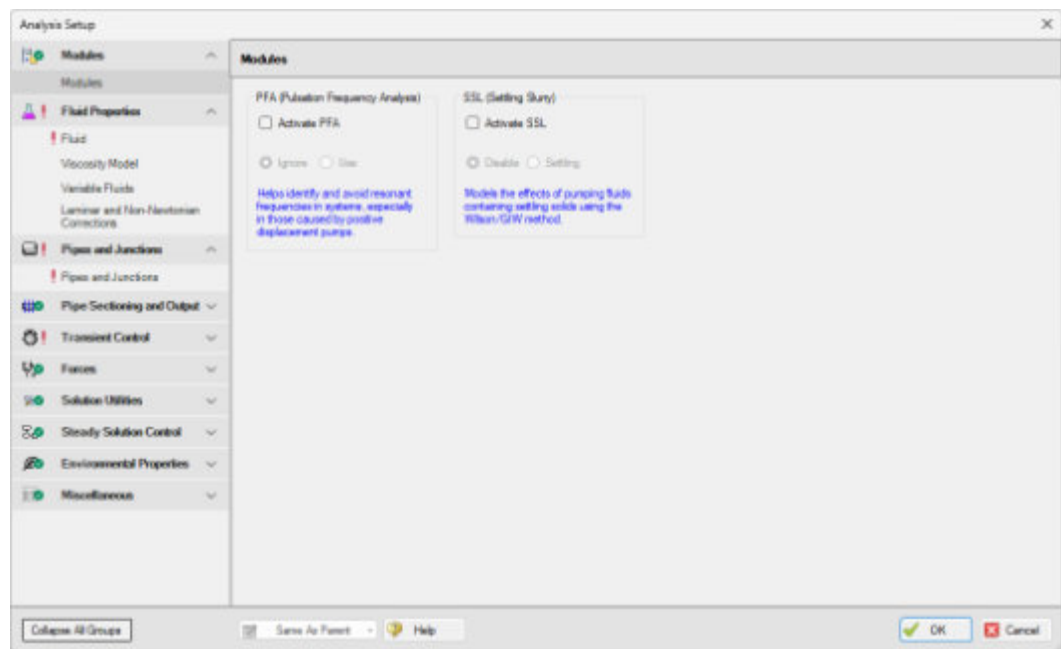 Analysis Setup
Modules
Modules
Fluid Properties
Fluid
Viscosity Model
Variable Fluids
Laminar and Non-Newtonian
Corrections
Pipes and Junctions
Pipes and Junctions
Pipe Sectioning and Output
Transient Control
Forces
Solution Utilities
Steady Solution Control
Environmental Properties
Miscellaneous
Collapse All Groups
Modules
PFA (Pulsation Frequency Analysis)
Activate PFA
Ignore Use
Helps identify and avoid resonant
frequencies in systems, especially
in those caused by positive
displacement pumps.
SSL (Settling Slurry)
Activate SSL
Disable Settling
Models the effects of pumping fluids
containing settling solids using the
Wilson/GIW method.
Same As Parent
Help
OK
Cancel